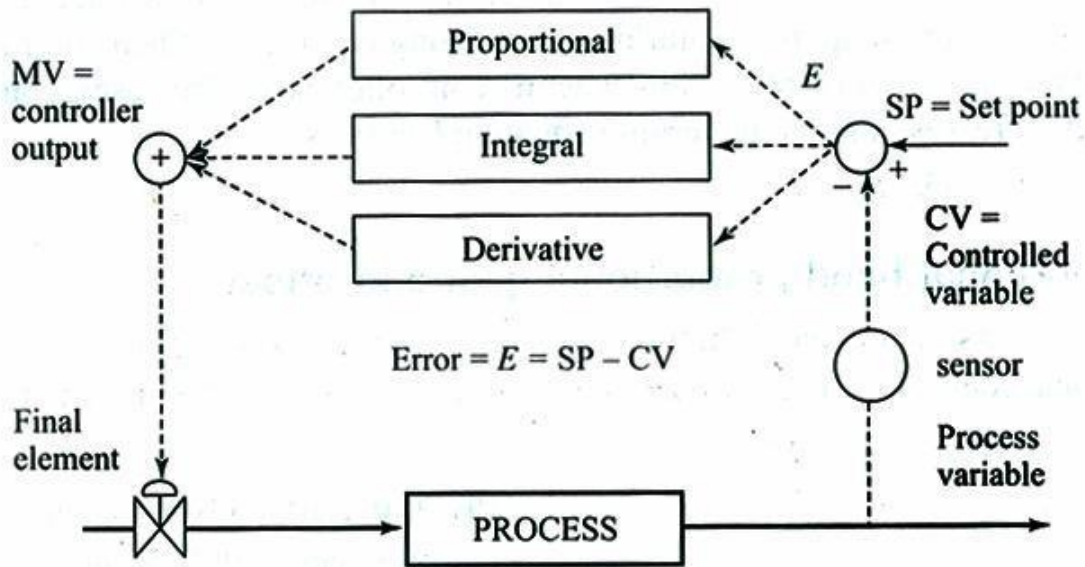 Proportional
MV =
controller
output
E
SP = Set point
+
Integral
–
+
CV =
Controlled
variable
Derivative
Error = E = SP – CV
sensor
Final
element
Process
variable
PROCESS